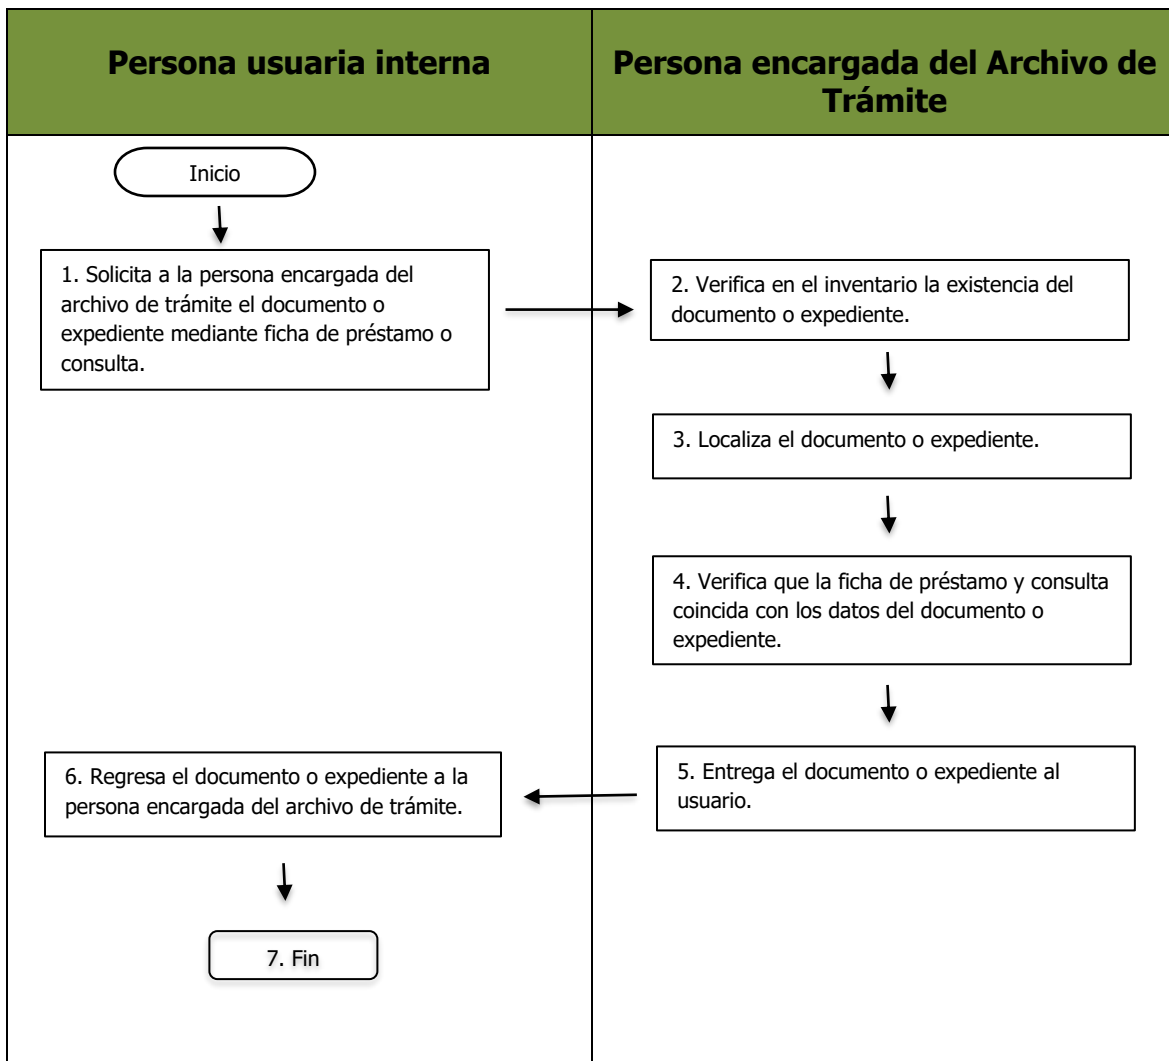 Persona usuaria interna
Persona encargada del Archivo de
Trámite
Inicio
1. Solicita a la persona encargada del
archivo de trámite el documento o
expediente mediante ficha de préstamo o
consulta.
2. Verifica en el inventario la existencia del
documento o expediente.
3. Localiza el documento o expediente.
4. Verifica que la ficha de préstamo y consulta
coincida con los datos del documento o
expediente.
5. Entrega el documento o expediente al
usuario.
6. Regresa el documento o expediente a la
persona encargada del archivo de trámite.
7. Fin